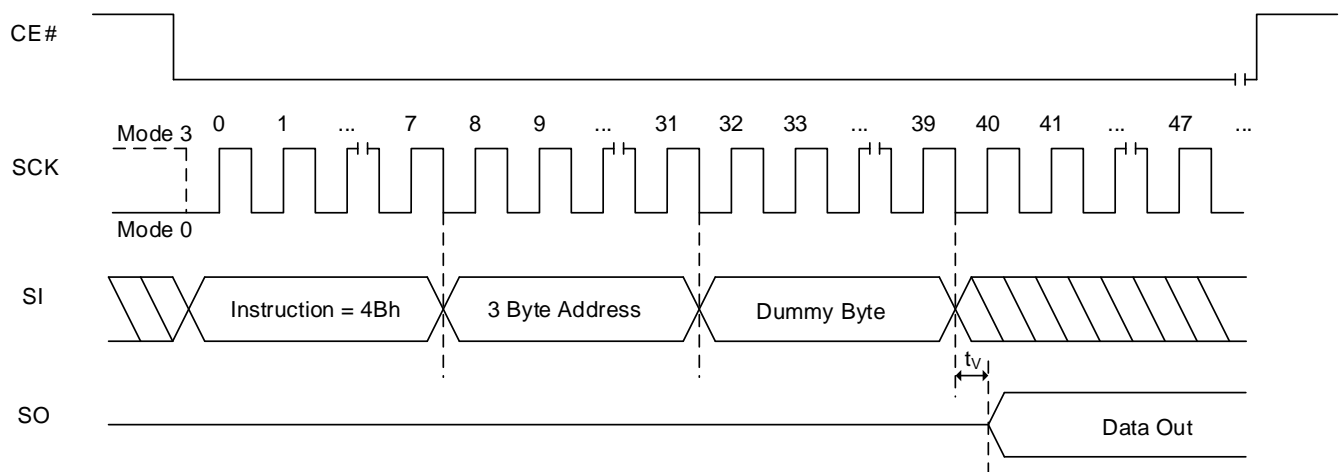 CE#
Mode 3 0 1 ... 7 8 9 ... 31 32 33 ... 39 40 41 ... 47 ...
SCK
Mode 0
SI Instruction = 4Bh 3 Byte Address Dummy Byte
tV
SO Data Out